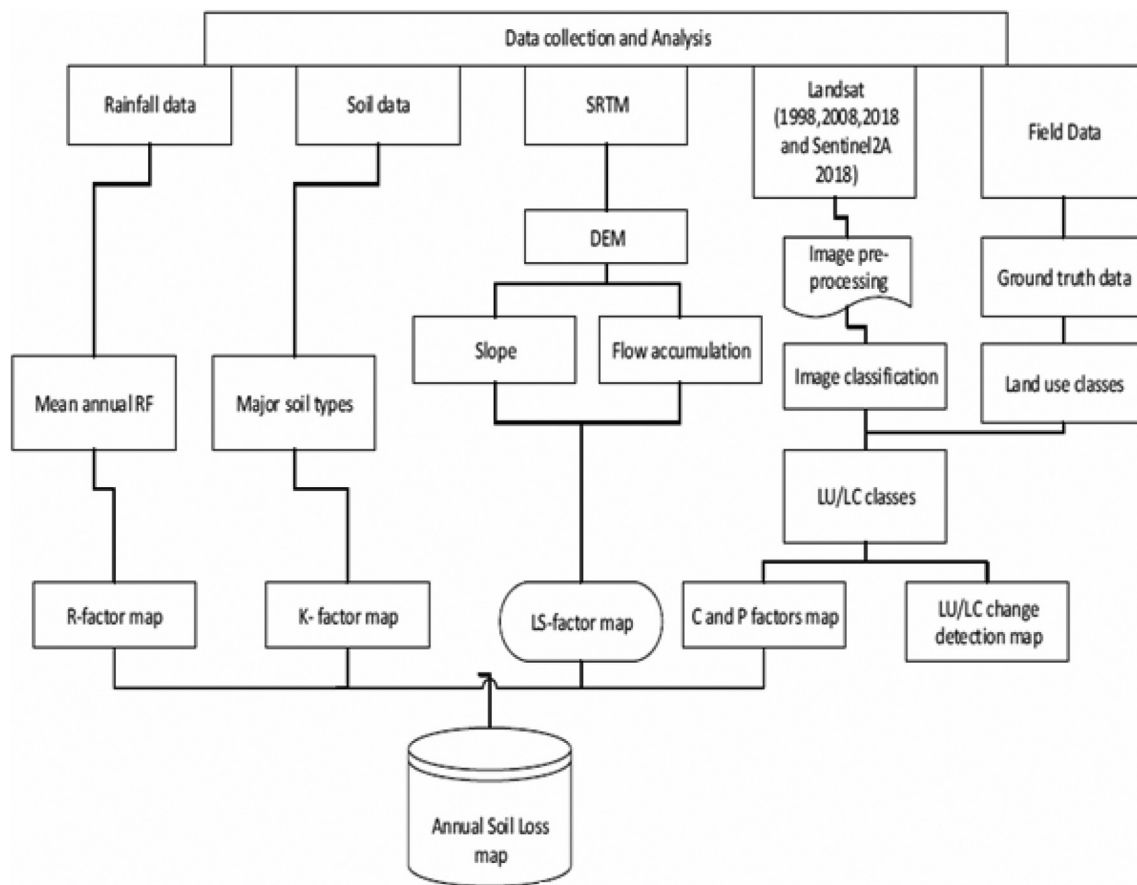 Data collection and Analysis
Rainfall data
Soil data
SRTM
Landsat
(1998,2008,2018
and Sentinel2A
2018)
Field Data
DEM
Image pre-
processing
Ground truth data
Slope
Flow accumulation
Image classification
Land use classes
Mean annual RF
Major soil types
LU/LC classes
R-factor map
K- factor map
LS-factor map
C and P factors map
LU/LC change
detection map
Annual Soil Loss
map